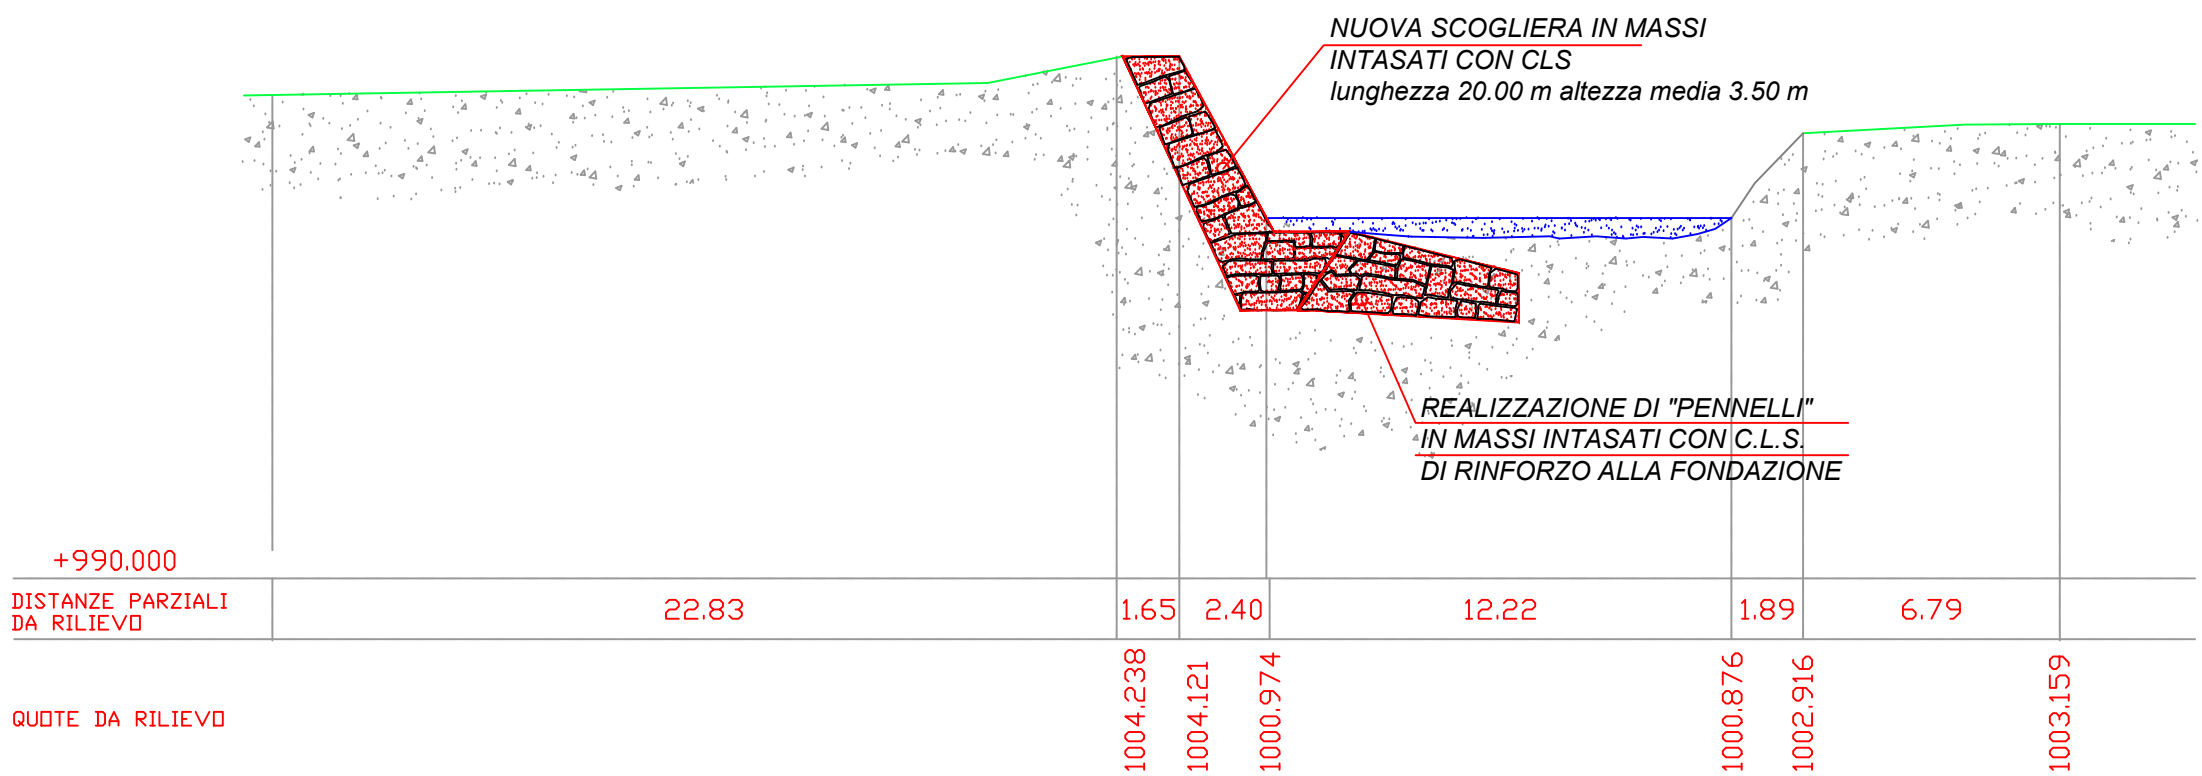 NUOVA SCOGLIERA IN MASSI
INTASATI CON CLS
lunghezza 20.00 m altezza media 3.50 m
REALIZZAZIONE DI "PENNELLI"
IN MASSI INTASATI CON C.L.S.
DI RINFORZO ALLA FONDAZIONE
+990.000
DISTANZE PARZIALI
DA RILIEVO
22.83
1.65
2.40
12.22
1.89
6.79
QUOTE DA RILIEVO
1004.238
1004.121
1000.974
1000.876
1002.916
1003.159